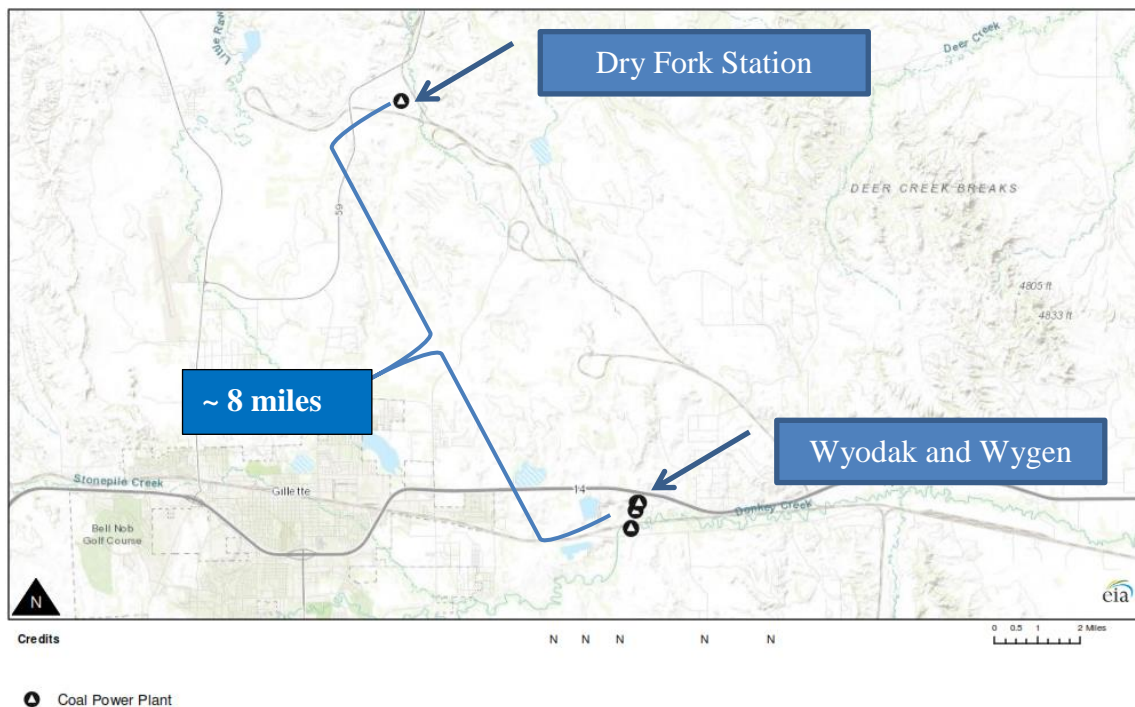 Little Raw
Deer Creek
Dry Fork Station
DEER CREEK BREAKS
59
4805 ft
4833 ft
~ 8 miles
Wyodak and Wygen
Stonepile Creek
Gillette
14
Donkey Creek
Bell Nob
Golf Course
N
eia
Credits
N N N N N
0 0.5 1 2 Miles
Coal Power Plant